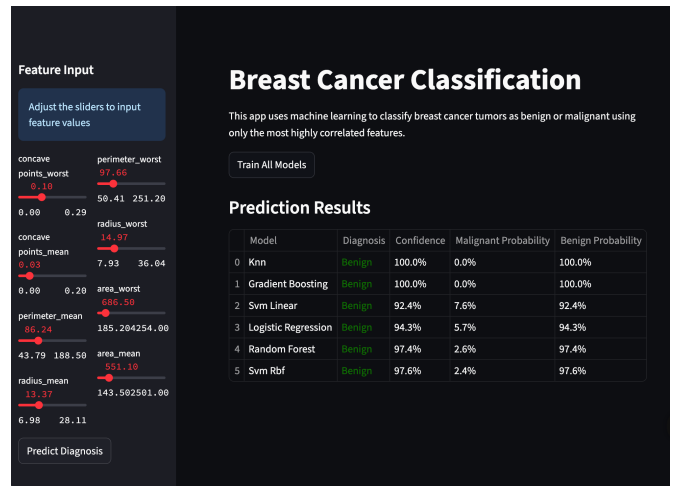 Feature Input
Adjust the sliders to input
feature values
concave
points_worst
0.10
0.00 0.29
concave
points_mean
0.03
0.00 0.20
perimeter_mean
86.24
43.79 188.50
radius_mean
13.37
6.98 28.11
perimeter_worst
97.66
50.41 251.20
radius_worst
14.97
7.93 36.04
area_worst
686.50
185.204254.00
area_mean
551.10
143.502501.00
Predict Diagnosis
Breast Cancer Classification
This app uses machine learning to classify breast cancer tumors as benign or malignant using
only the most highly correlated features.
Train All Models
Prediction Results
Model Diagnosis Confidence Malignant Probability Benign Probability
0 Knn Benign 100.0% 0.0% 100.0%
1 Gradient Boosting Benign 100.0% 0.0% 100.0%
2 Svm Linear Benign 92.4% 7.6% 92.4%
3 Logistic Regression Benign 94.3% 5.7% 94.3%
4 Random Forest Benign 97.4% 2.6% 97.4%
5 Svm Rbf Benign 97.6% 2.4% 97.6%